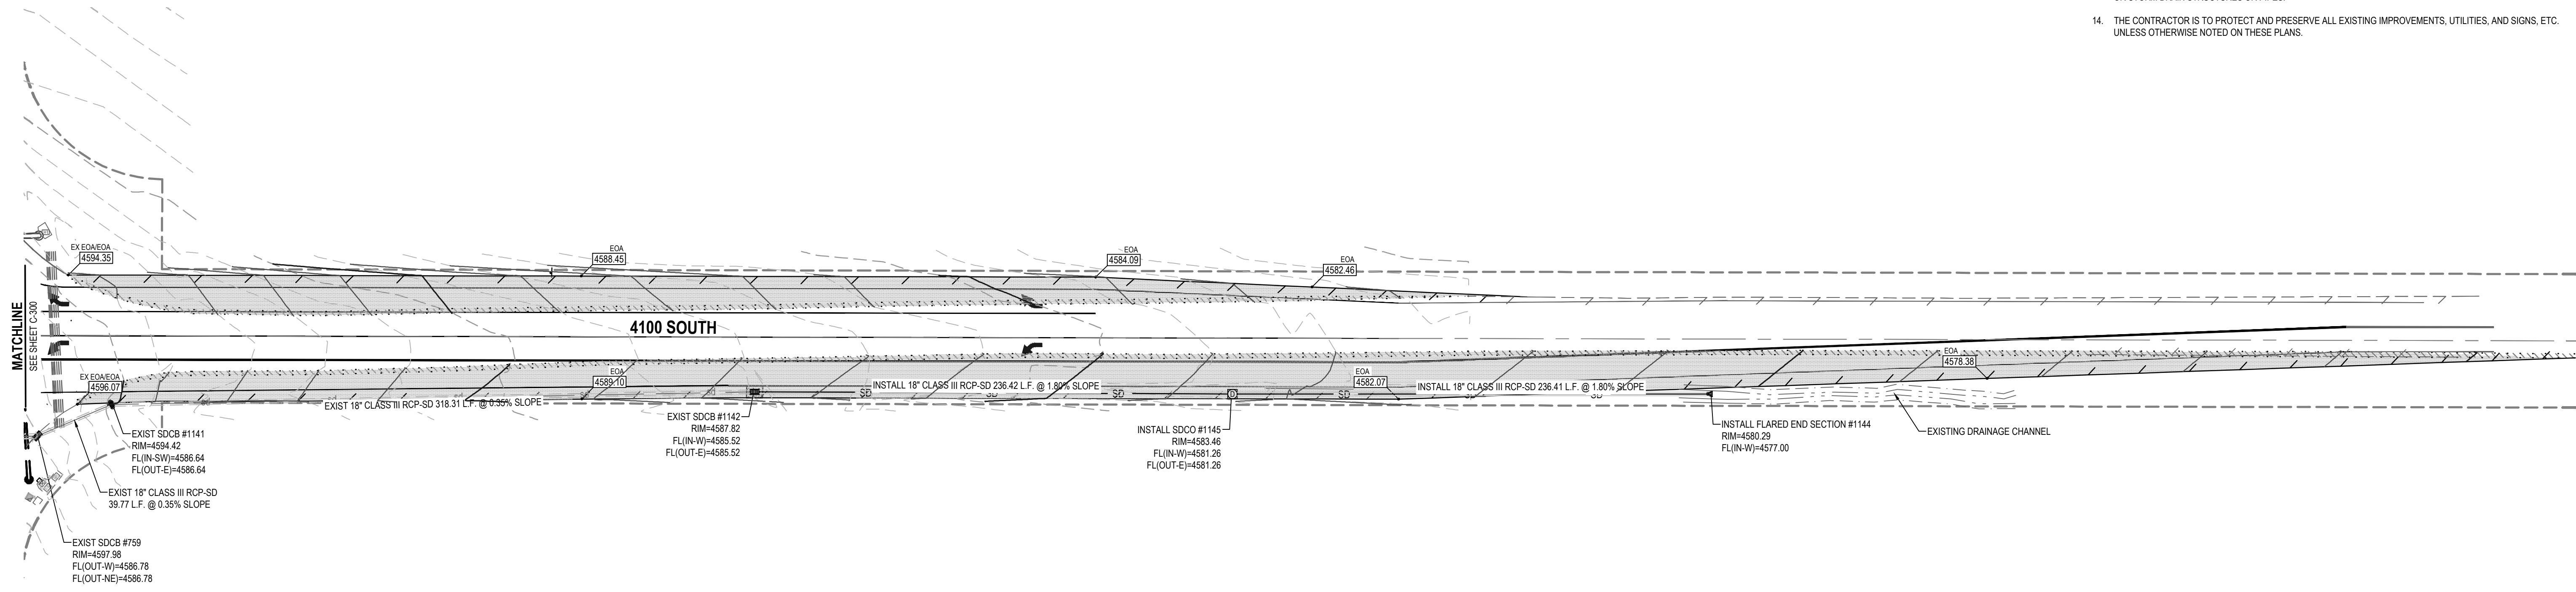 14. THE CONTRACTOR IS TO PROTECT AND PRESERVE ALL EXISTING IMPROVEMENTS, UTILITIES, AND SIGNS, ETC.
UNLESS OTHERWISE NOTED ON THESE PLANS.
MATCHLINE
SEE SHEET C-300
EX EOA/EOA
4594.35
EOA
4588.45
EOA
4584.09
EOA
4582.46
4100 SOUTH
EX EOA/EOA
4596.07
EOA
4589.10
EOA
4582.07
EOA
4578.38
EXIST 18" CLASS III RCP-SD 318.31 L.F. @ 0.35% SLOPE
INSTALL 18" CLASS III RCP-SD 236.42 L.F. @ 1.80% SLOPE
INSTALL 18" CLASS III RCP-SD 236.41 L.F. @ 1.80% SLOPE
SD
SD
SD
SD
SD
SD
EXIST SDCB #1141
RIM=4594.42
FL(IN-SW)=4586.64
FL(OUT-E)=4586.64
EXIST SDCB #1142
RIM=4587.82
FL(IN-W)=4585.52
FL(OUT-E)=4585.52
INSTALL SDCO #1145
RIM=4583.46
FL(IN-W)=4581.26
FL(OUT-E)=4581.26
INSTALL FLARED END SECTION #1144
RIM=4580.29
FL(IN-W)=4577.00
EXISTING DRAINAGE CHANNEL
EXIST 18" CLASS III RCP-SD
39.77 L.F. @ 0.35% SLOPE
EXIST SDCB #759
RIM=4597.98
FL(OUT-W)=4586.78
FL(OUT-NE)=4586.78